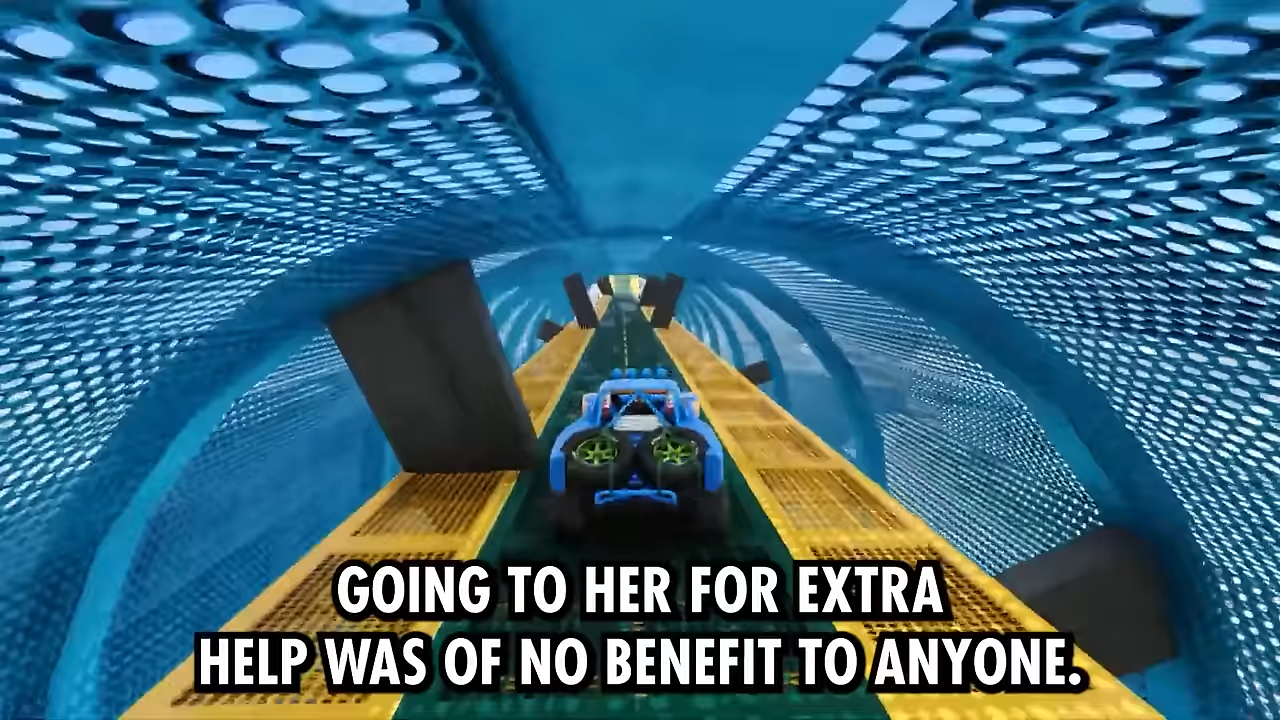 GOING TO HER FOR EXTRA
HELP WAS OF NO BENEFIT TO ANYONE.